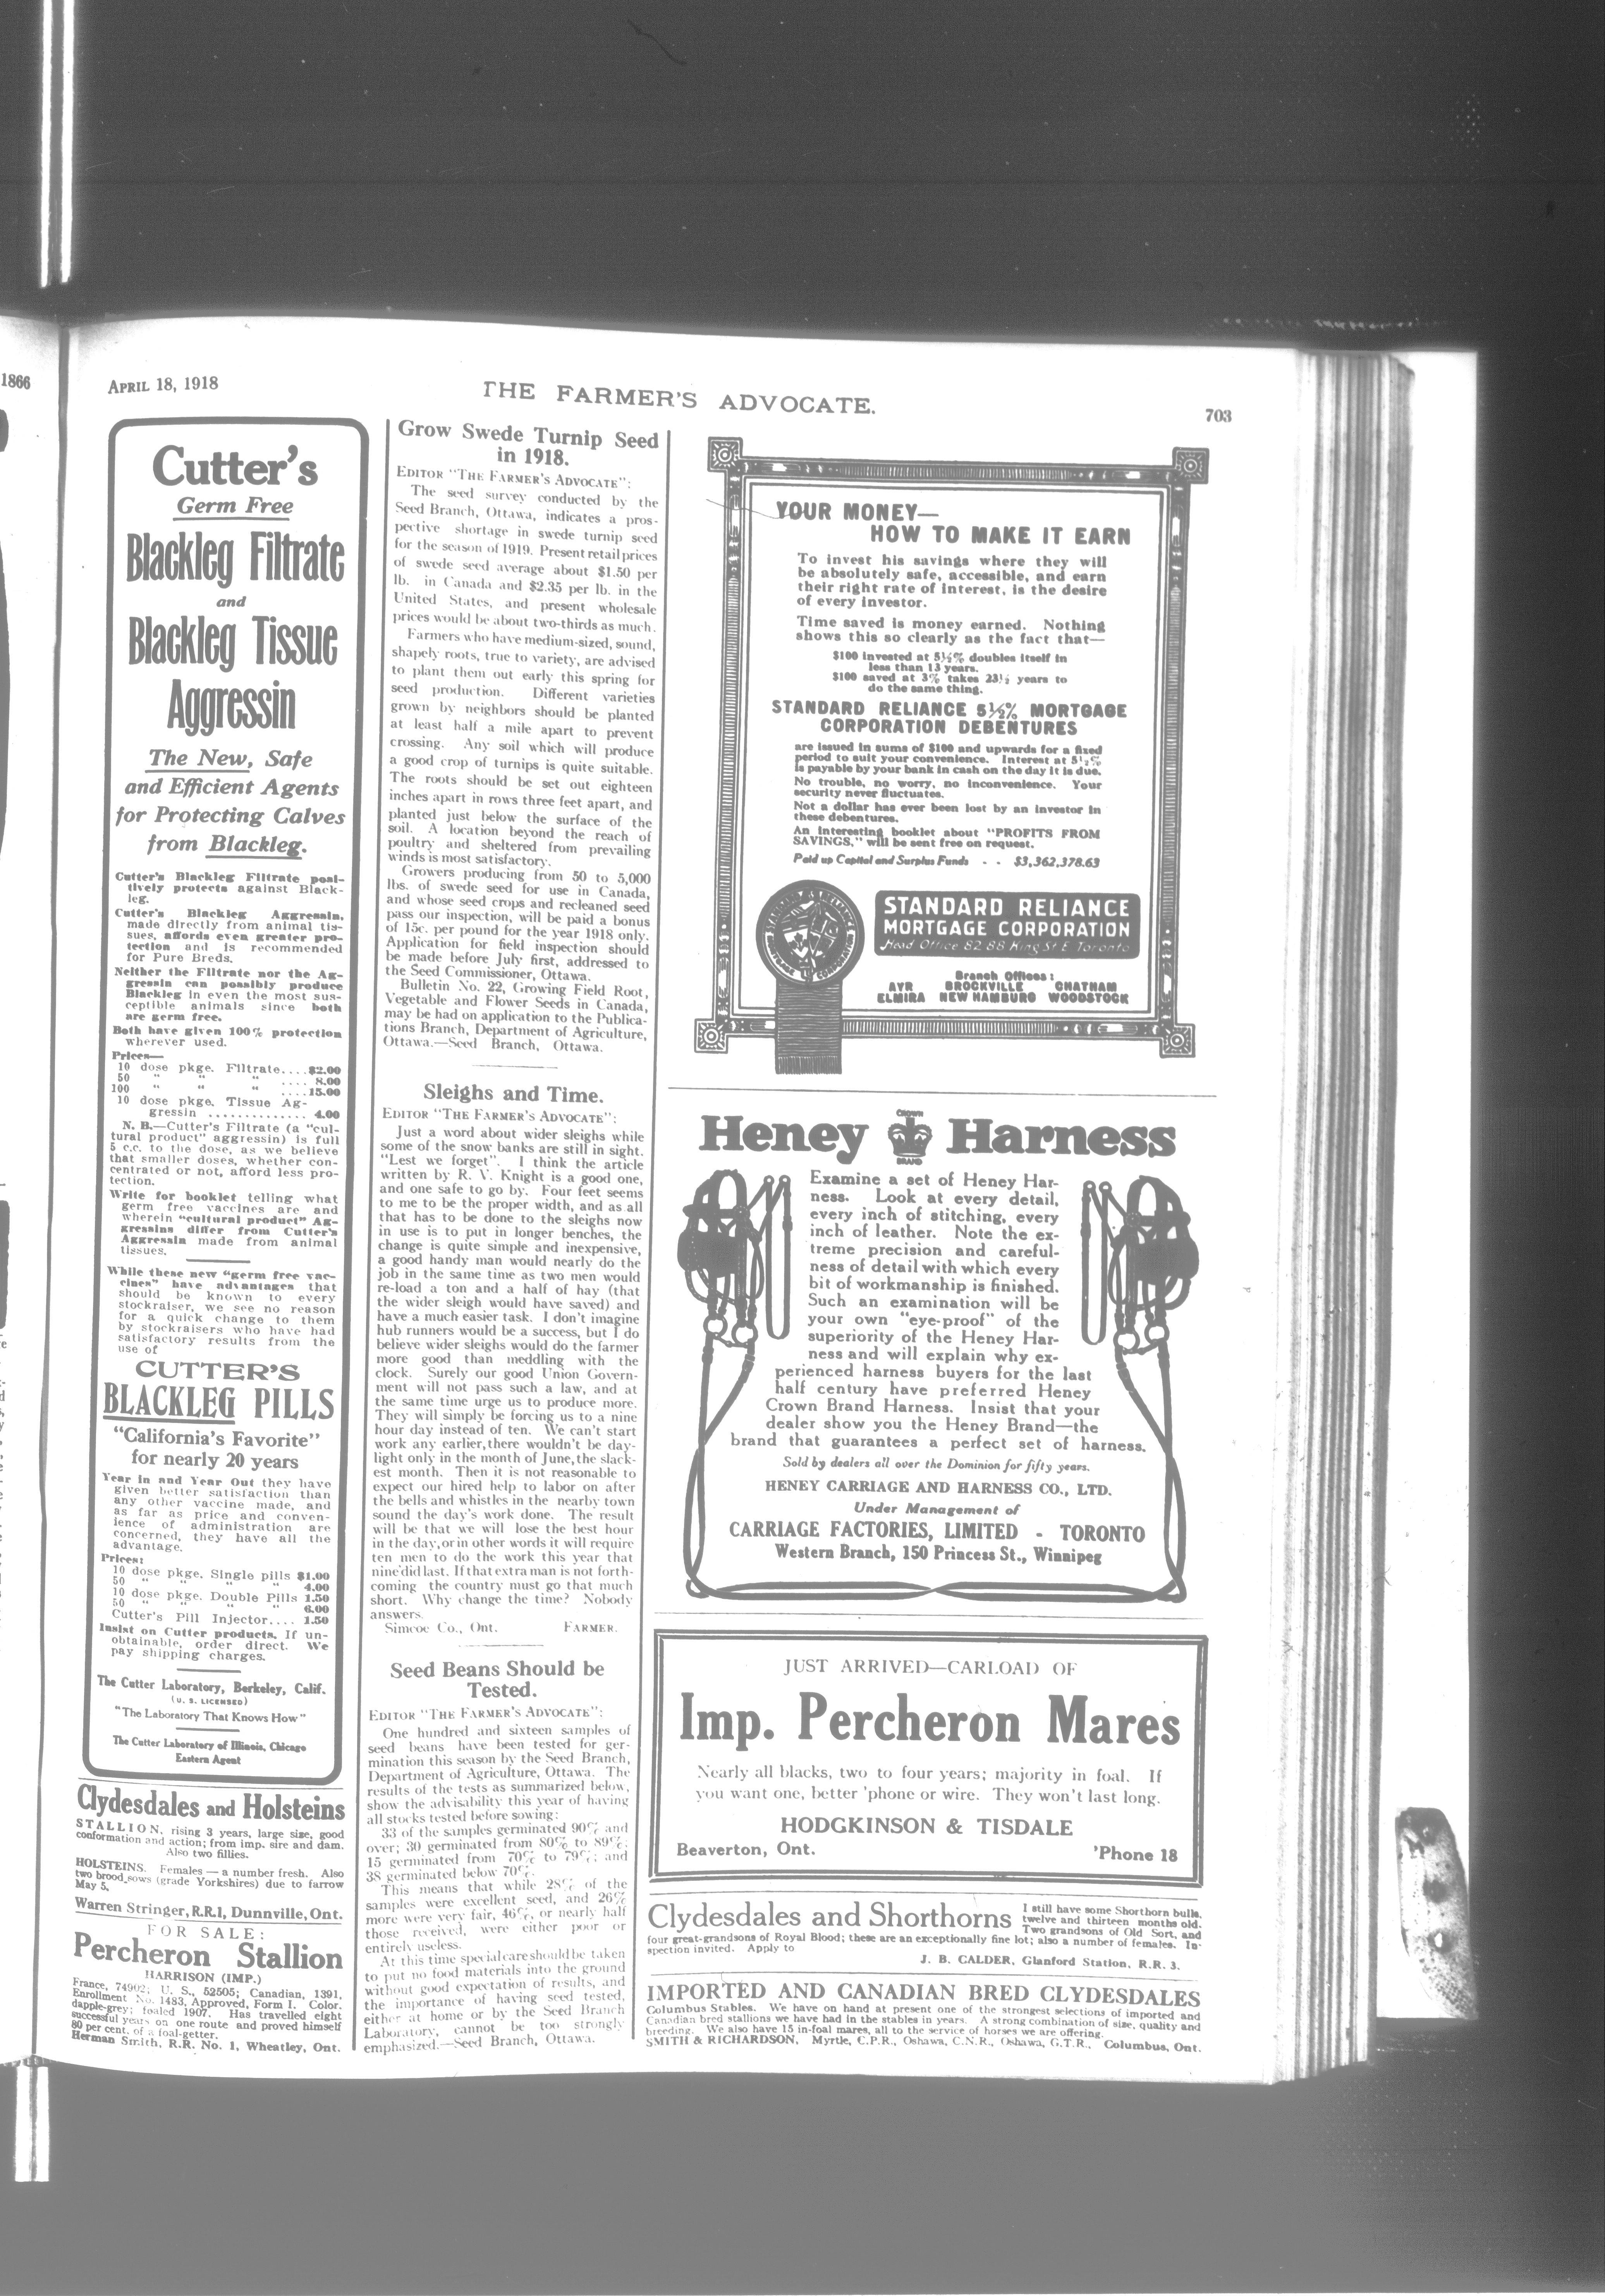 1866
APRIL 18, 1918
THE FARMER'S ADVOCATE.
703
Cutter's
Germ Free
Blackleg Filtrate
and
Blackleg Tissue
Aggressin
The New, Safe
and Efficient Agents
for Protecting Calves
from Blackleg.
Cutter's Blackleg Filtrate posi-
tively protects against Black-
leg.
Cutter's Blackleg Aggressin,
made directly from animal tis-
sues, affords even greater pro-
tection and is recommended
for Pure Breds.
Neither the Filtrate nor the Ag-
gressin can possibly produce
Blackleg in even the most sus-
ceptible animals since both
are germ free.
Both have given 100% protection
wherever used.
Prices—
10 dose pkge. Filtrate....$2.00
50 " " " .... 8.00
100 " " " ....15.00
10 dose pkge. Tissue Ag-
gressin .............. 4.00
N. B.—Cutter's Filtrate (a "cul-
tural product" aggressin) is full
5 c.c. to the dose, as we believe
that smaller doses, whether con-
centrated or not, afford less pro-
tection.
Write for booklet telling what
germ free vaccines are and
wherein "cultural product" Ag-
gressins differ from Cutter's
Aggressin made from animal
tissues.
While these new "germ free vac-
cines" have advantages that
should be known to every
stockraiser, we see no reason
for a quick change to them
by stockraisers who have had
satisfactory results from the
use of
CUTTER'S
BLACKLEG PILLS
"California's Favorite"
for nearly 20 years
Year in and Year Out they have
given better satisfaction than
any other vaccine made, and
as far as price and conven-
ience of administration are
concerned, they have all the
advantage.
Prices:
10 dose pkge. Single pills $1.00
50 " " " " 4.00
10 dose pkge. Double Pills 1.50
50 " " " " 6.00
Cutter's Pill Injector.... 1.50
Insist on Cutter products. If un-
obtainable, order direct. We
pay shipping charges.
The Cutter Laboratory, Berkeley, Calif.
(U. S. LICENSED)
"The Laboratory That Knows How"
The Cutter Laboratory of Illinois, Chicago
Eastern Agent
Clydesdales and Holsteins
STALLION, rising 3 years, large size, good
conformation and action; from imp. sire and dam.
Also two fillies.
HOLSTEINS. Females — a number fresh. Also
two brood sows (grade Yorkshires) due to farrow
May 5.
Warren Stringer, R.R.1, Dunnville, Ont.
FOR SALE:
Percheron Stallion
HARRISON (IMP.)
France, 74902; U. S., 52505; Canadian, 1391,
Enrollment No. 1483, Approved, Form I. Color,
dapple-grey; foaled 1907. Has travelled eight
successful years on one route and proved himself
80 per cent. of a foal-getter.
Herman Smith, R.R. No. 1, Wheatley, Ont.
Grow Swede Turnip Seed
in 1918.
EDITOR "THE FARMER'S ADVOCATE":
The seed survey conducted by the
Seed Branch, Ottawa, indicates a pros-
pective shortage in swede turnip seed
for the season of 1919. Present retail prices
of swede seed average about $1.50 per
lb. in Canada and $2.35 per lb. in the
United States, and present wholesale
prices would be about two-thirds as much.
Farmers who have medium-sized, sound,
shapely roots, true to variety, are advised
to plant them out early this spring for
seed production. Different varieties
grown by neighbors should be planted
at least half a mile apart to prevent
crossing. Any soil which will produce
a good crop of turnips is quite suitable.
The roots should be set out eighteen
inches apart in rows three feet apart, and
planted just below the surface of the
soil. A location beyond the reach of
poultry and sheltered from prevailing
winds is most satisfactory.
Growers producing from 50 to 5,000
lbs. of swede seed for use in Canada,
and whose seed crops and recleaned seed
pass our inspection, will be paid a bonus
of 15c. per pound for the year 1918 only.
Application for field inspection should
be made before July first, addressed to
the Seed Commissioner, Ottawa.
Bulletin No. 22, Growing Field Root,
Vegetable and Flower Seeds in Canada,
may be had on application to the Publica-
tions Branch, Department of Agriculture,
Ottawa.—Seed Branch, Ottawa.
Sleighs and Time.
EDITOR "THE FARMER'S ADVOCATE":
Just a word about wider sleighs while
some of the snow banks are still in sight.
"Lest we forget". I think the article
written by R. V. Knight is a good one,
and one safe to go by. Four feet seems
to me to be the proper width, and as all
that has to be done to the sleighs now
in use is to put in longer benches, the
change is quite simple and inexpensive,
a good handy man would nearly do the
job in the same time as two men would
re-load a ton and a half of hay (that
the wider sleigh would have saved) and
have a much easier task. I don't imagine
hub runners would be a success, but I do
believe wider sleighs would do the farmer
more good than meddling with the
clock. Surely our good Union Govern-
ment will not pass such a law, and at
the same time urge us to produce more.
They will simply be forcing us to a nine
hour day instead of ten. We can't start
work any earlier, there wouldn't be day-
light only in the month of June, the slack-
est month. Then it is not reasonable to
expect our hired help to labor on after
the bells and whistles in the nearby town
sound the day's work done. The result
will be that we will lose the best hour
in the day, or in other words it will require
ten men to do the work this year that
nine did last. If that extra man is not forth-
coming the country must go that much
short. Why change the time? Nobody
answers.
Simcoe Co., Ont. FARMER.
Seed Beans Should be
Tested.
EDITOR "THE FARMER'S ADVOCATE":
One hundred and sixteen samples of
seed beans have been tested for ger-
mination this season by the Seed Branch,
Department of Agriculture, Ottawa. The
results of the tests as summarized below,
show the advisability this year of having
all stocks tested before sowing:
33 of the samples germinated 90% and
over; 30 germinated from 80% to 89%;
15 germinated from 70% to 79%; and
38 germinated below 70%.
This means that while 28% of the
samples were excellent seed, and 26%
more were very fair, 46%, or nearly half
those received, were either poor or
entirely useless.
At this time special care should be taken
to put no food materials into the ground
without good expectation of results, and
the importance of having seed tested,
either at home or by the Seed Branch
Laboratory, cannot be too strongly
emphasized.—Seed Branch, Ottawa.
YOUR MONEY—
HOW TO MAKE IT EARN
To invest his savings where they will
be absolutely safe, accessible, and earn
their right rate of interest, is the desire
of every investor.
Time saved is money earned. Nothing
shows this so clearly as the fact that—
$100 invested at 5½% doubles itself in
less than 13 years.
$100 saved at 3% takes 23½ years to
do the same thing.
STANDARD RELIANCE 5½% MORTGAGE
CORPORATION DEBENTURES
are issued in sums of $100 and upwards for a fixed
period to suit your convenience. Interest at 5½%
is payable by your bank in cash on the day it is due.
No trouble, no worry, no inconvenience. Your
security never fluctuates.
Not a dollar has ever been lost by an investor in
these debentures.
An interesting booklet about "PROFITS FROM
SAVINGS," will be sent free on request.
Paid up Capital and Surplus Funds - - $3,362,378.63
STANDARD RELIANCE
MORTGAGE CORPORATION
Head Office 82 88 King St E Toronto
Branch Offices:
AYR BROCKVILLE CHATHAM
ELMIRA NEW HAMBURG WOODSTOCK
CROWN
Heney Harness
BRAND
Examine a set of Heney Har-
ness. Look at every detail,
every inch of stitching, every
inch of leather. Note the ex-
treme precision and careful-
ness of detail with which every
bit of workmanship is finished.
Such an examination will be
your own "eye-proof" of the
superiority of the Heney Har-
ness and will explain why ex-
perienced harness buyers for the last
half century have preferred Heney
Crown Brand Harness. Insist that your
dealer show you the Heney Brand—the
brand that guarantees a perfect set of harness.
Sold by dealers all over the Dominion for fifty years.
HENEY CARRIAGE AND HARNESS CO., LTD.
Under Management of
CARRIAGE FACTORIES, LIMITED - TORONTO
Western Branch, 150 Princess St., Winnipeg
JUST ARRIVED—CARLOAD OF
Imp. Percheron Mares
Nearly all blacks, two to four years; majority in foal. If
you want one, better 'phone or wire. They won't last long.
HODGKINSON & TISDALE
Beaverton, Ont. 'Phone 18
Clydesdales and Shorthorns I still have some Shorthorn bulls,
twelve and thirteen months old.
Two grandsons of Old Sort, and
four great-grandsons of Royal Blood; these are an exceptionally fine lot; also a number of females. In-
spection invited. Apply to
J. B. CALDER, Glanford Station, R.R. 3.
IMPORTED AND CANADIAN BRED CLYDESDALES
Columbus Stables. We have on hand at present one of the strongest selections of imported and
Canadian bred stallions we have had in the stables in years. A strong combination of size, quality and
breeding. We also have 15 in-foal mares, all to the service of horses we are offering.
SMITH & RICHARDSON, Myrtle, C.P.R., Oshawa, C.N.R., Oshawa, G.T.R., Columbus, Ont.